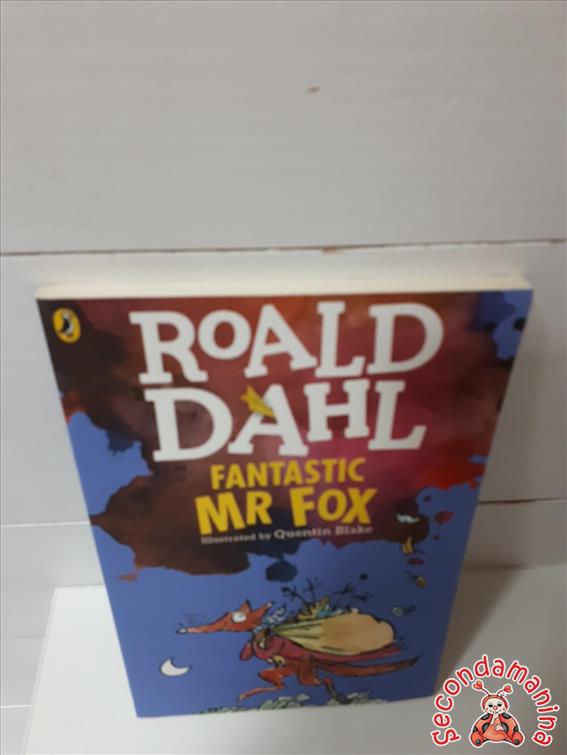 ROALD
DAHL
FANTASTIC
MR FOX
Illustrated by Quentin Blake
Secondamanina